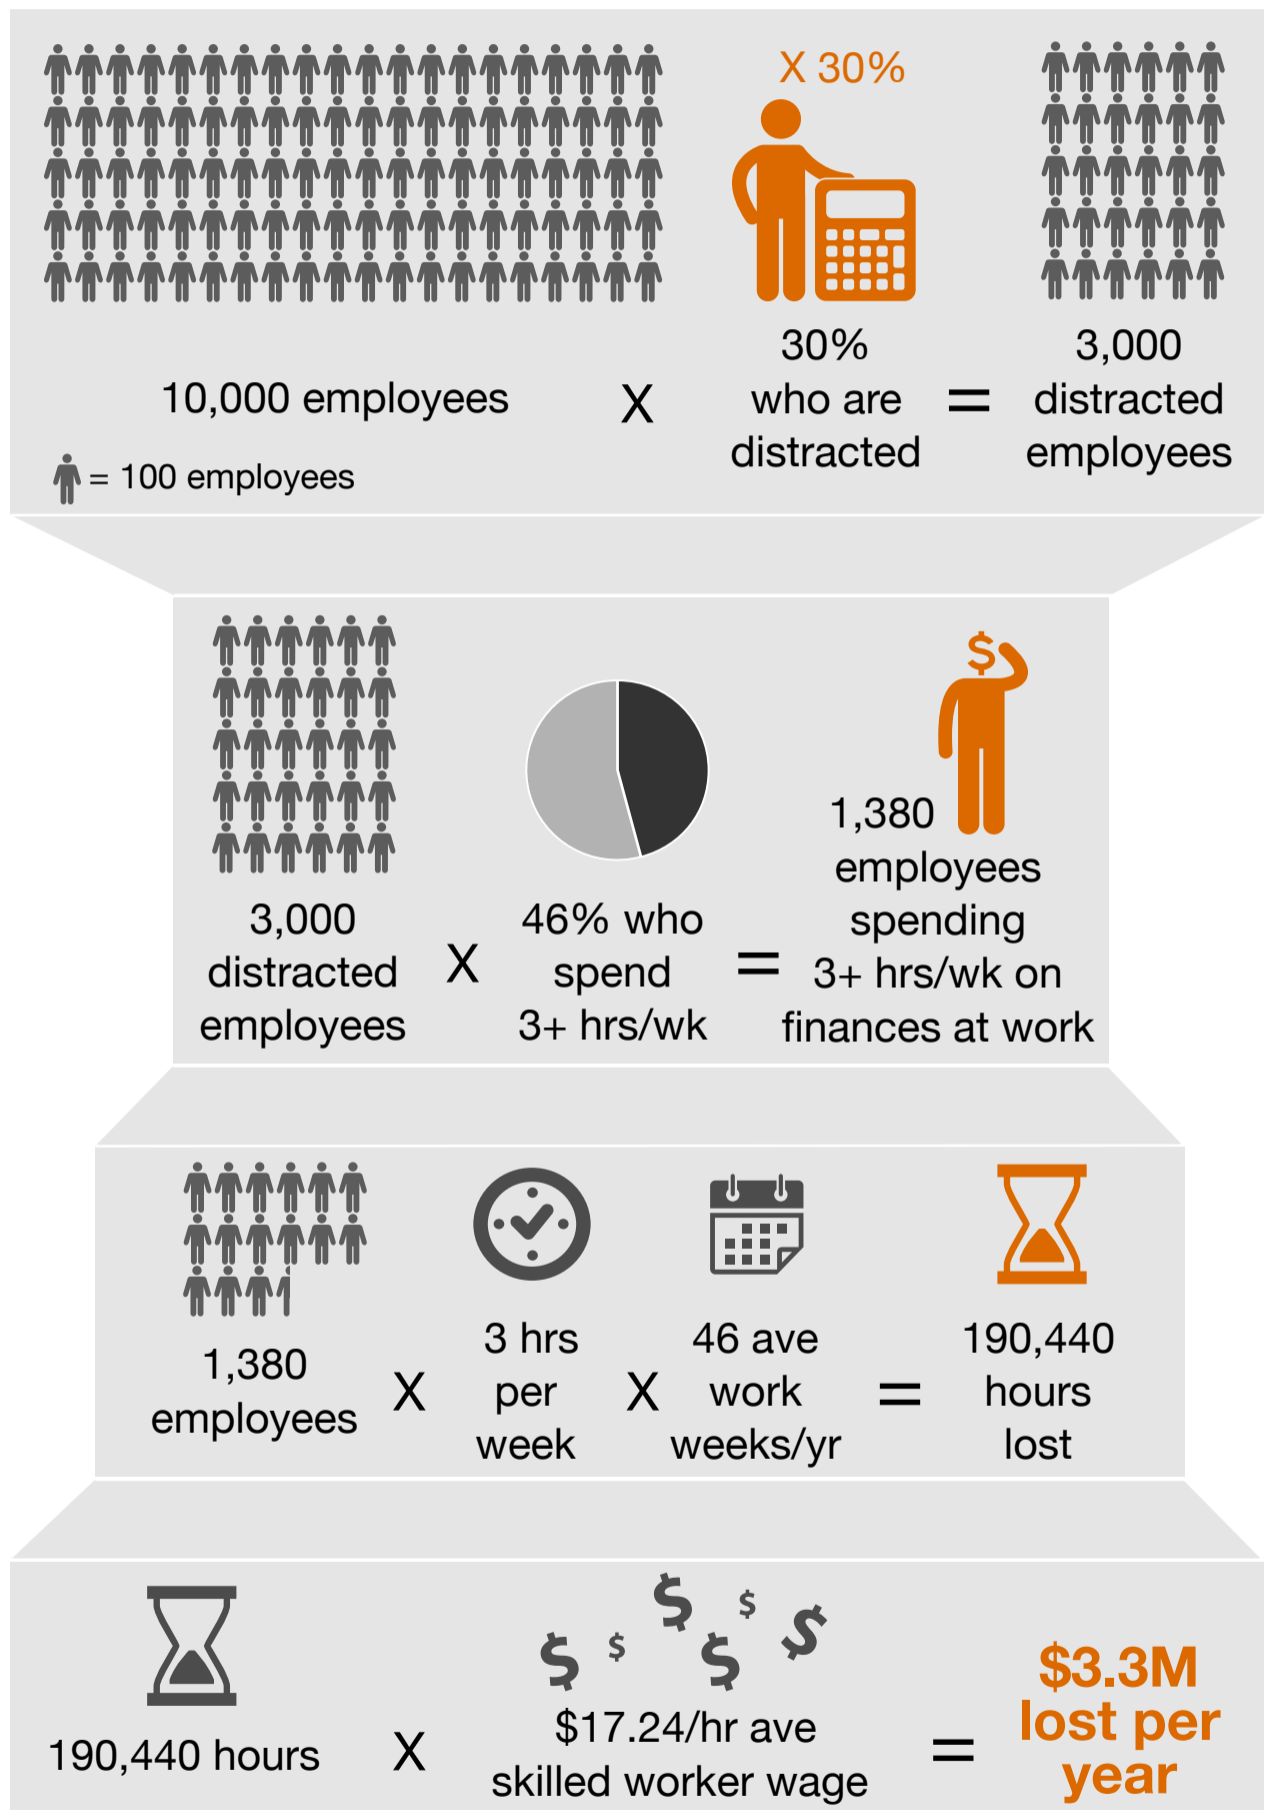 X 30%
10,000 employees
X
30%
who are
distracted
=
3,000
distracted
employees
= 100 employees
3,000
distracted
employees
X
46% who
spend
3+ hrs/wk
=
$
1,380
employees
spending
3+ hrs/wk on
finances at work
1,380
employees
X
3 hrs
per
week
X
46 ave
work
weeks/yr
=
190,440
hours
lost
190,440 hours
X
$ $ $ $ $ $
$17.24/hr ave
skilled worker wage
=
$3.3M
lost per
year